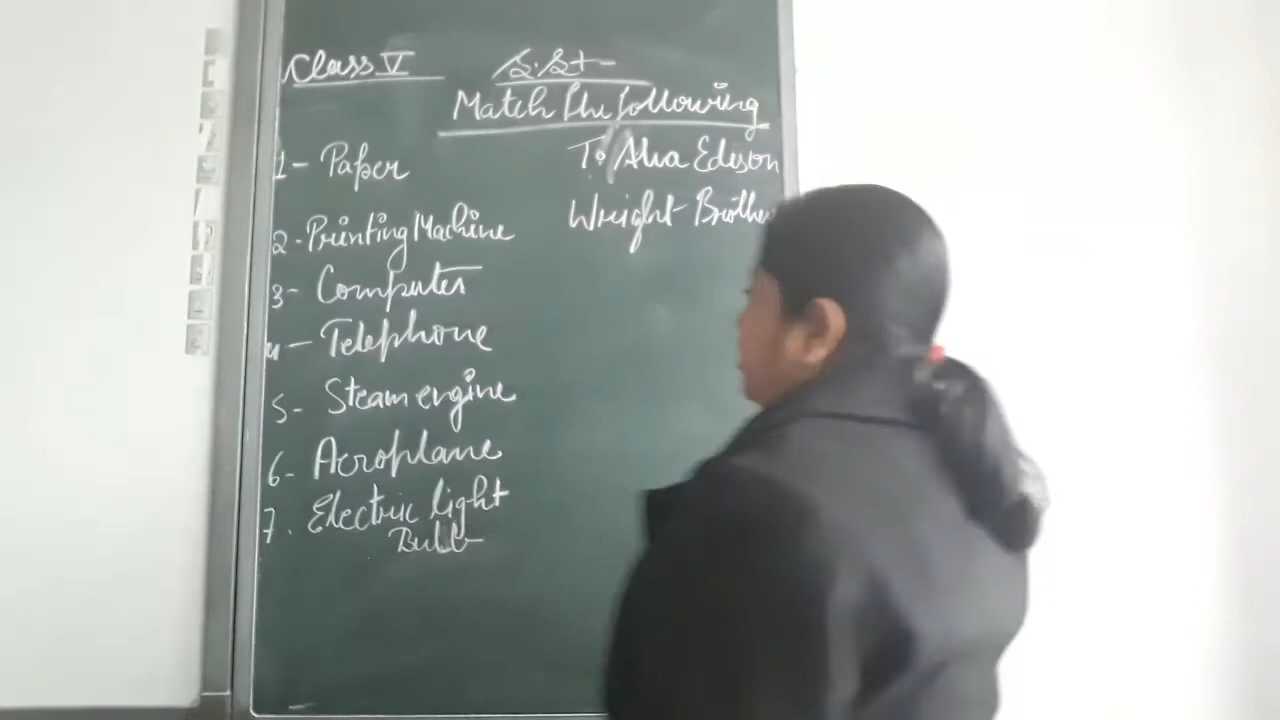 Class V S.St-
Match the following
1- Paper T. Alva Edison
2-Printing Machine Wright Brothe
3- Computer
4- Telephone
5- Steam engine
6- Aeroplane
7. Electric light
Bulb